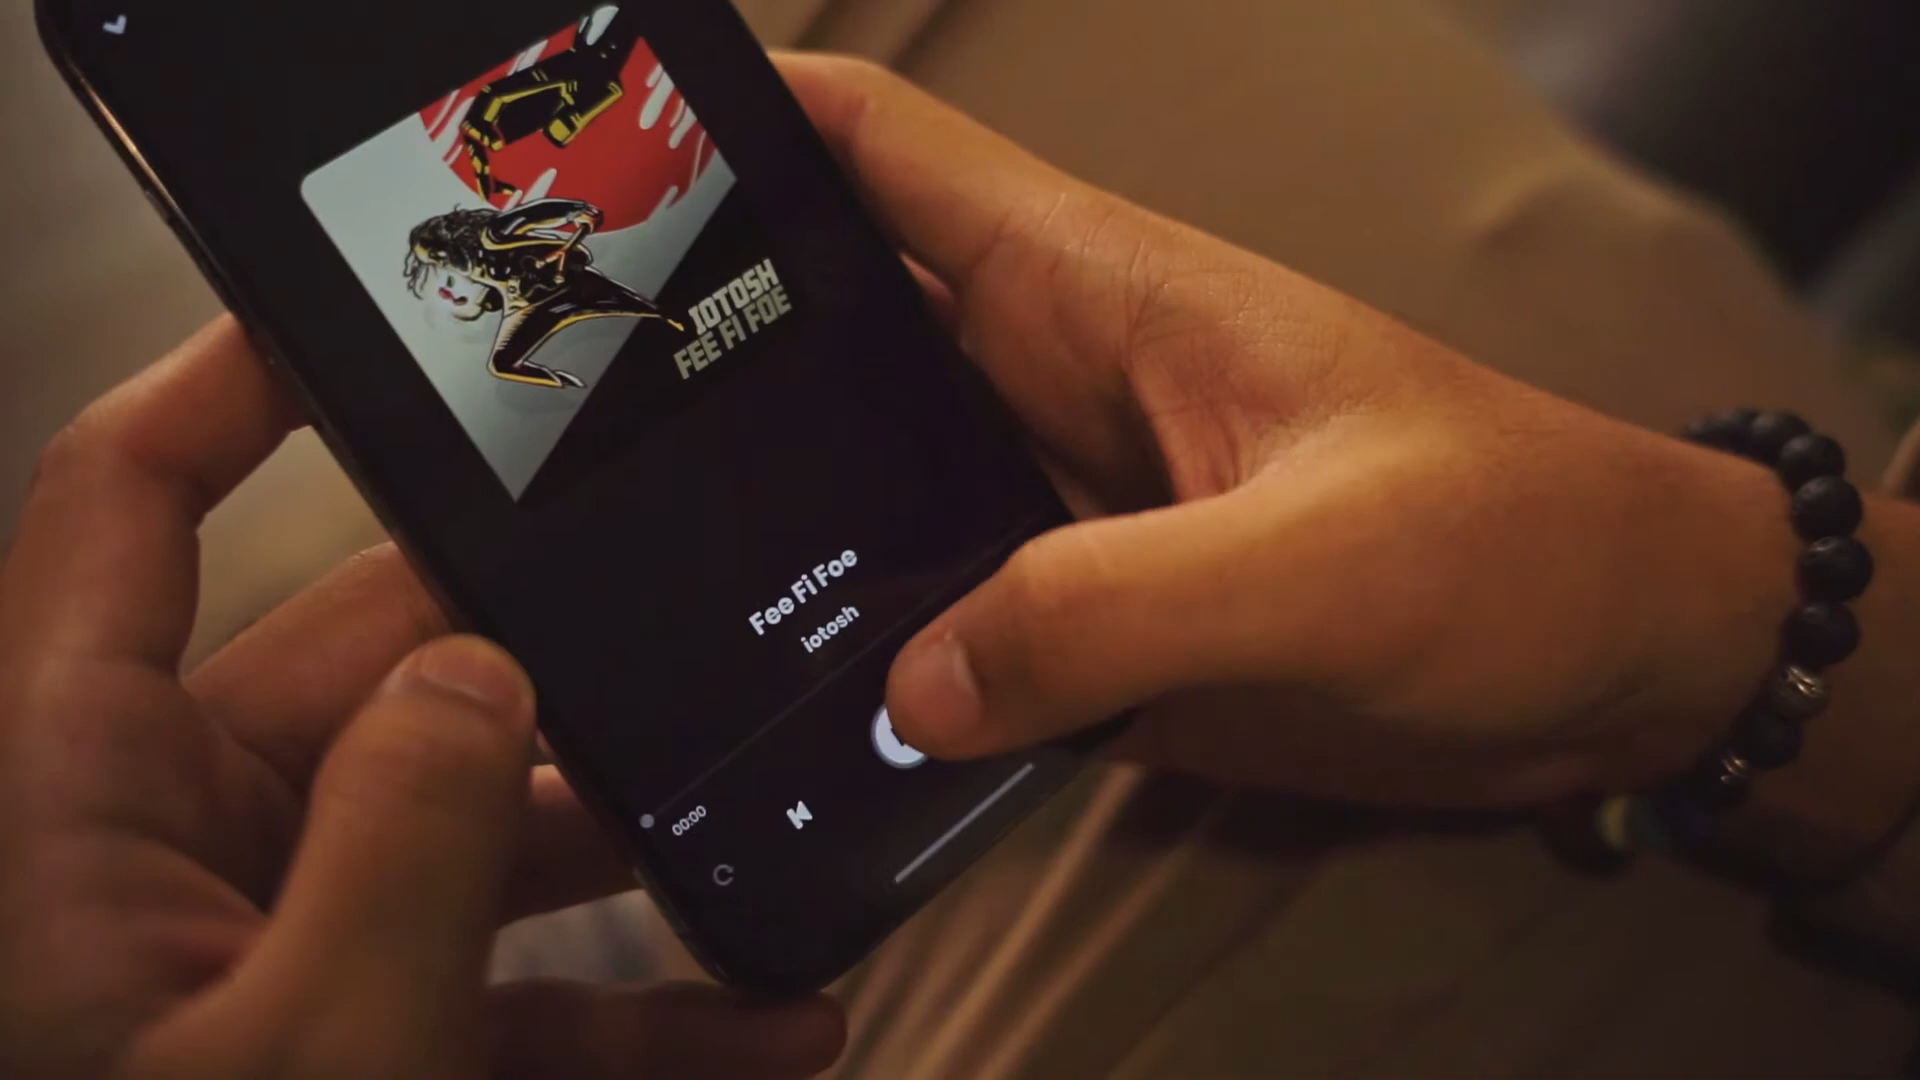 IOTOSH
FEE FI FOE
Fee Fi Foe
iotosh
00:00